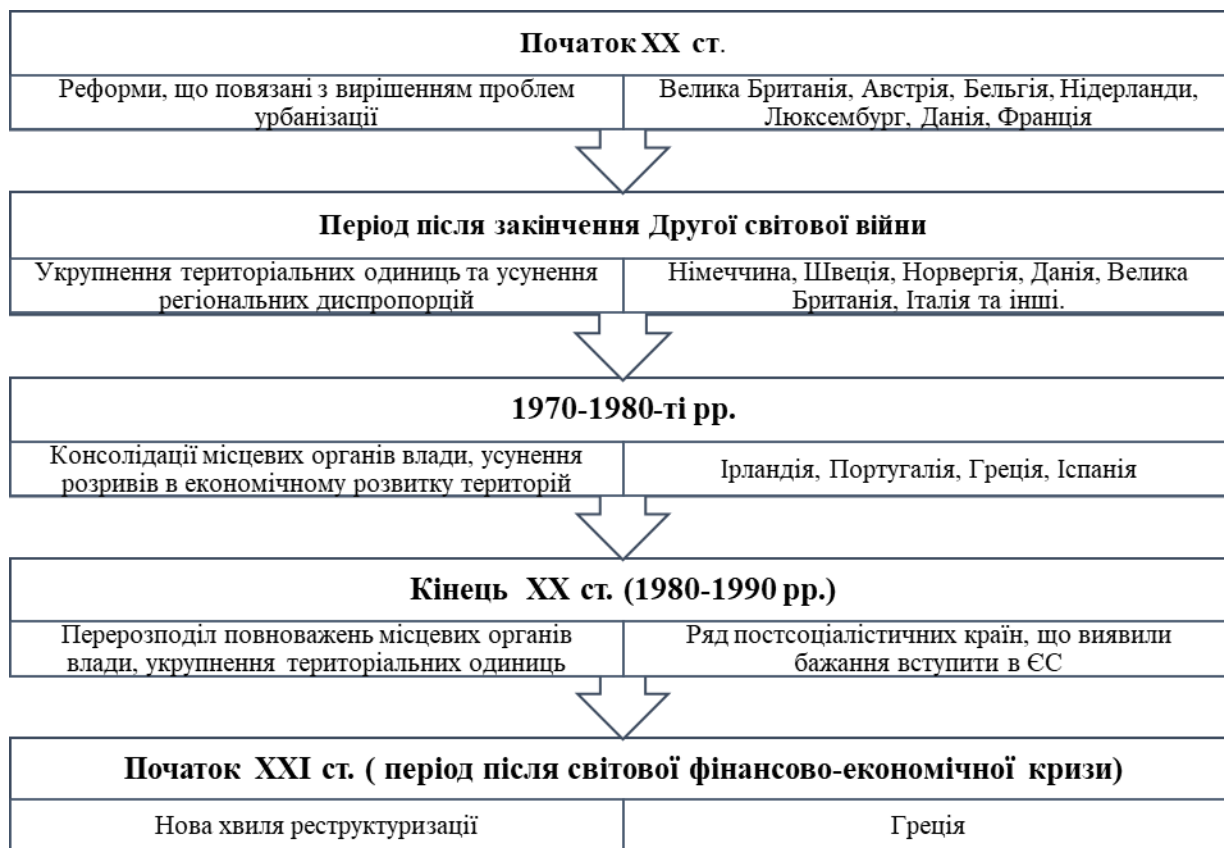 Початок ХХ ст.
Реформи, що повязані з вирішенням проблем
урбанізації
Велика Британія, Австрія, Бельгія, Нідерланди,
Люксембург, Данія, Франція
Період після закінчення Другої світової війни
Укрупнення територіальних одиниць та усунення
регіональних диспропорцій
Німеччина, Швеція, Норвергія, Данія, Велика
Британія, Італія та інші.
1970-1980-ті рр.
Консолідації місцевих органів влади, усунення
розривів в економічному розвитку територій
Ірландія, Португалія, Греція, Іспанія
Кінець ХХ ст. (1980-1990 рр.)
Перерозподіл повноважень місцевих органів
влади, укрупнення територіальних одиниць
Ряд постсоціалістичних країн, що виявили
бажання вступити в ЄС
Початок ХХІ ст. ( період після світової фінансово-економічної кризи)
Нова хвиля реструктуризації
Греція